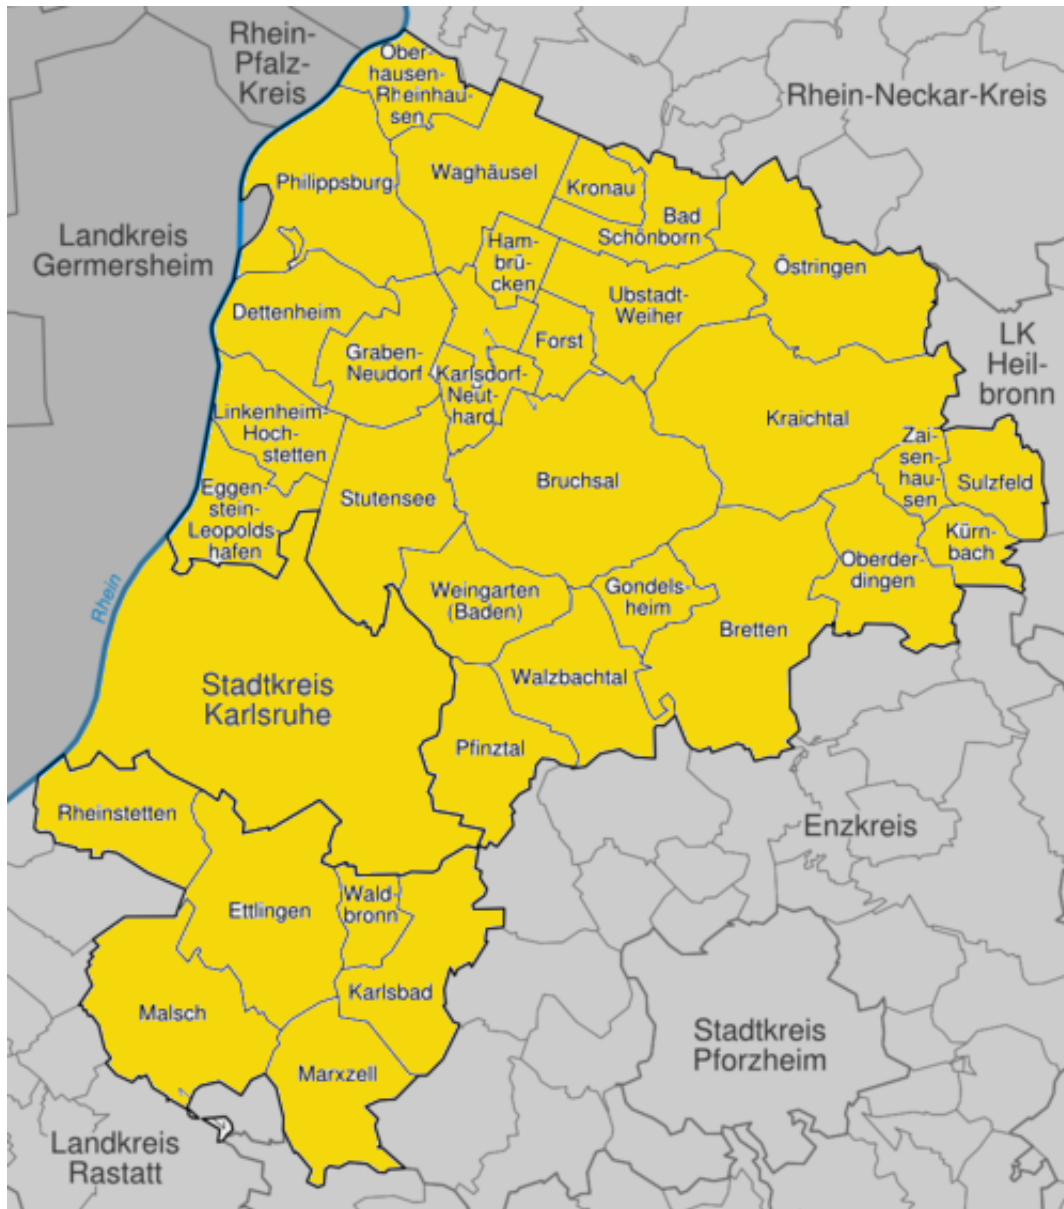 Rhein-
Pfalz-
Kreis
Ober-
hausen-
Rheinhau-
sen
Rhein-Neckar-Kreis
Philippsburg
Waghäusel
Kronau
Bad
Schönborn
Landkreis
Germersheim
Ham-
brü-
cken
Östringen
Ubstadt-
Weiher
Dettenheim
Forst
LK
Heil-
bronn
Graben-
Neudorf
Karlsdorf-
Neut-
hard
Linkenheim-
Hoch-
stetten
Kraichtal
Zai-
sen-
hau-
sen
Sulzfeld
Eggen-
stein-
Leopolds-
hafen
Stutensee
Bruchsal
Kürn-
bach
Oberder-
dingen
Rhein
Weingarten
(Baden)
Gondels-
heim
Bretten
Stadtkreis
Karlsruhe
Walzbachtal
Pfinztal
Rheinstetten
Enzkreis
Ettlingen
Wald-
bronn
Karlsbad
Malsch
Stadtkreis
Pforzheim
Marxzell
Landkreis
Rastatt